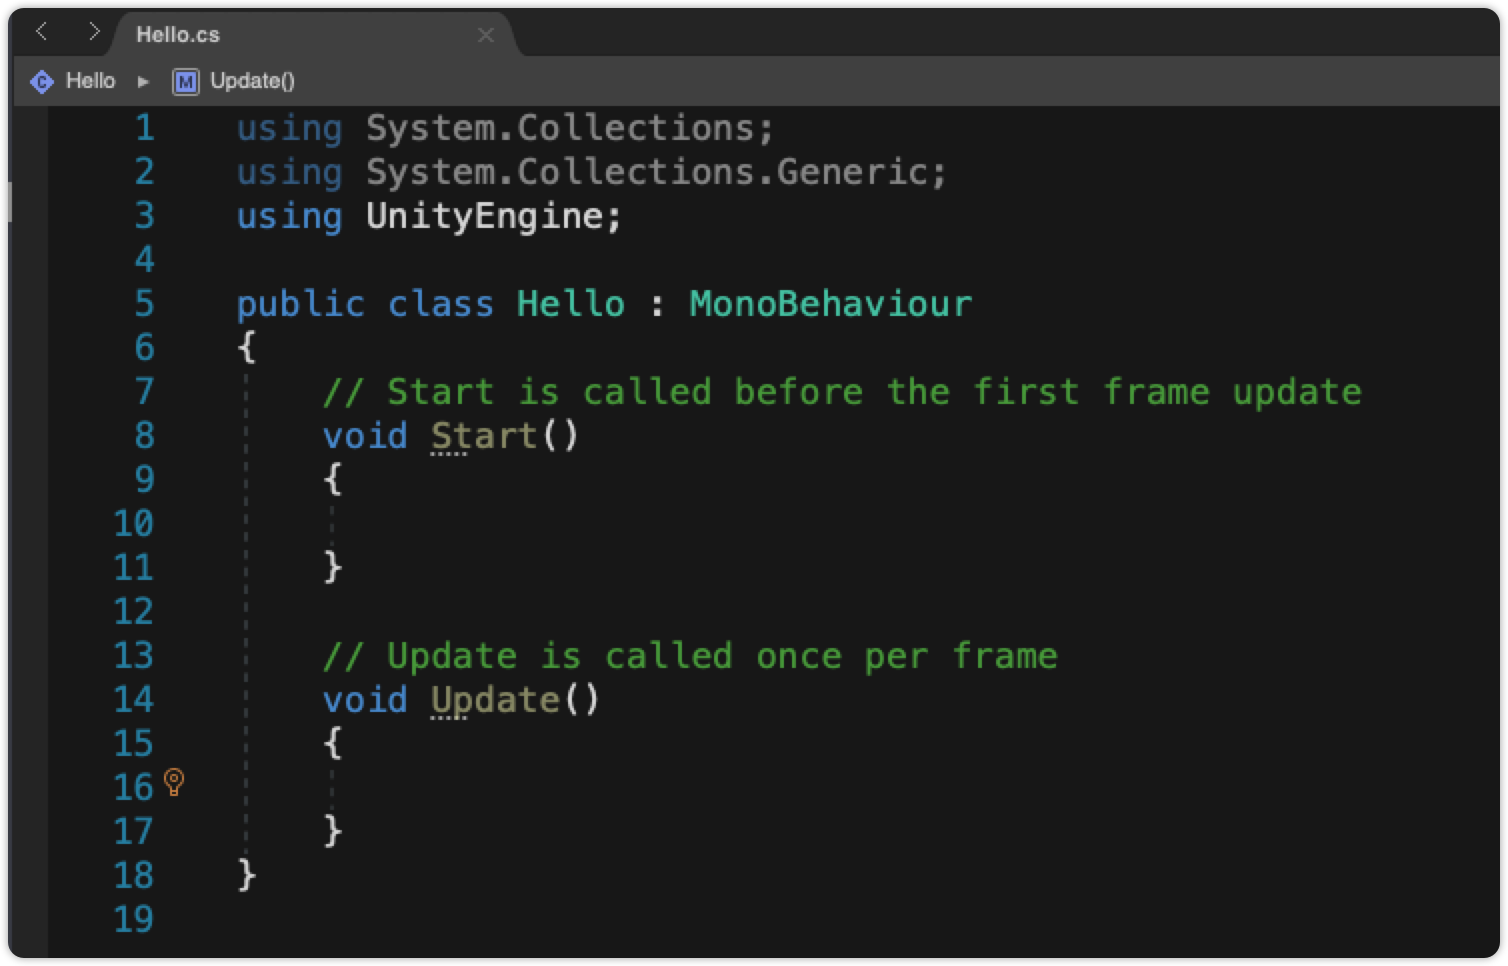 Hello.cs
Hello ▸ M Update()
1 using System.Collections;
2 using System.Collections.Generic;
3 using UnityEngine;
4
5 public class Hello : MonoBehaviour
6 {
7 // Start is called before the first frame update
8 void Start()
9 {
10
11 }
12
13 // Update is called once per frame
14 void Update()
15 {
16
17 }
18 }
19